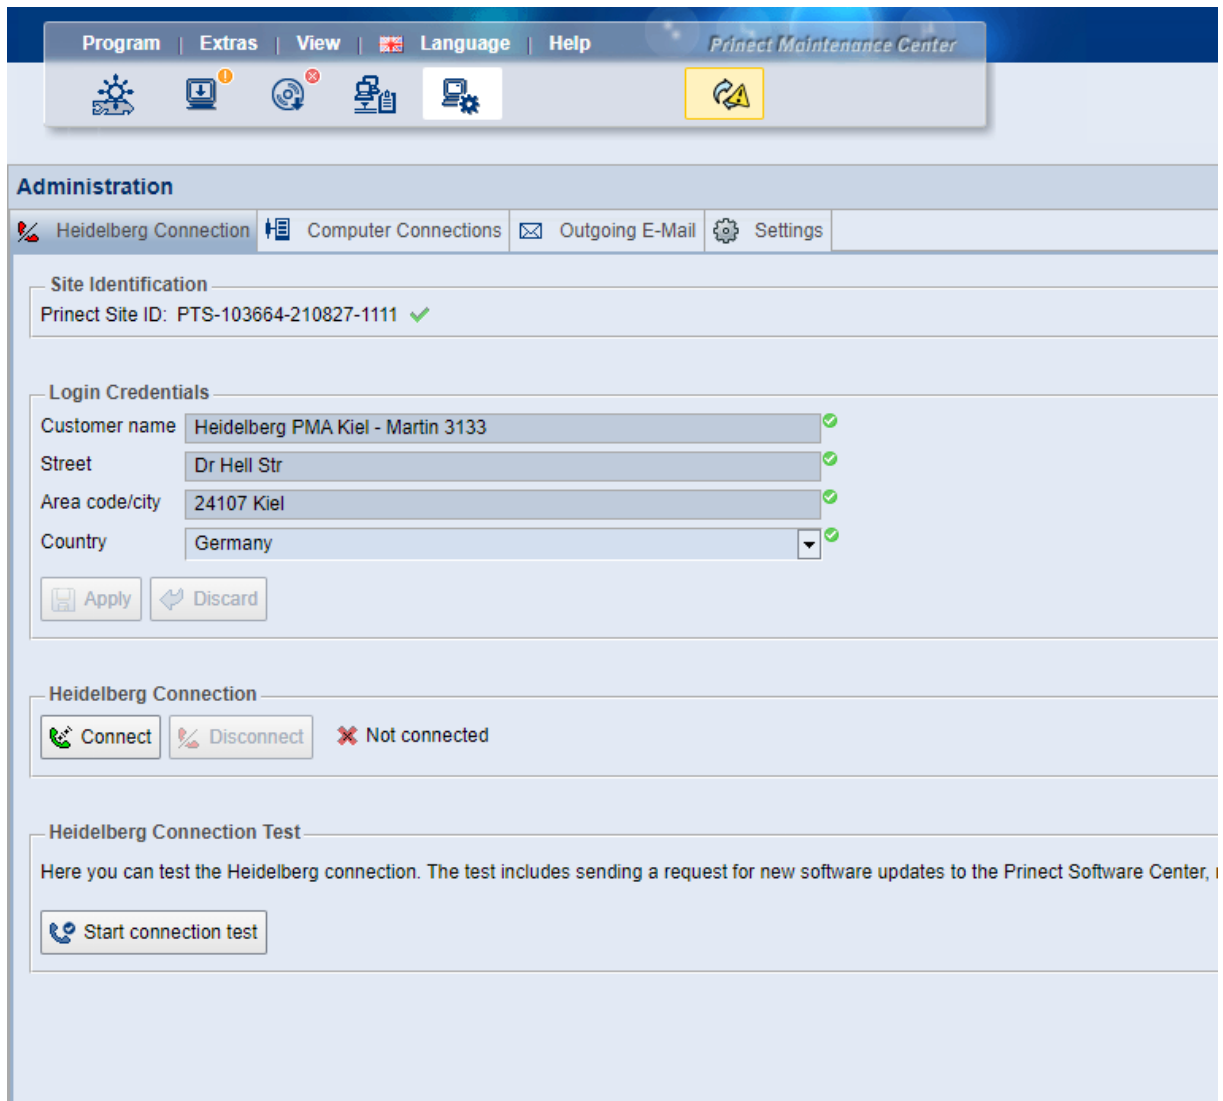 Program | Extras | View | Language | Help Prinect Maintenance Center
Administration
Heidelberg Connection Computer Connections Outgoing E-Mail Settings
Site Identification
Prinect Site ID: PTS-103664-210827-1111
Login Credentials
Customer name Heidelberg PMA Kiel - Martin 3133
Street Dr Hell Str
Area code/city 24107 Kiel
Country Germany
Apply Discard
Heidelberg Connection
Connect Disconnect Not connected
Heidelberg Connection Test
Here you can test the Heidelberg connection. The test includes sending a request for new software updates to the Prinect Software Center,
Start connection test